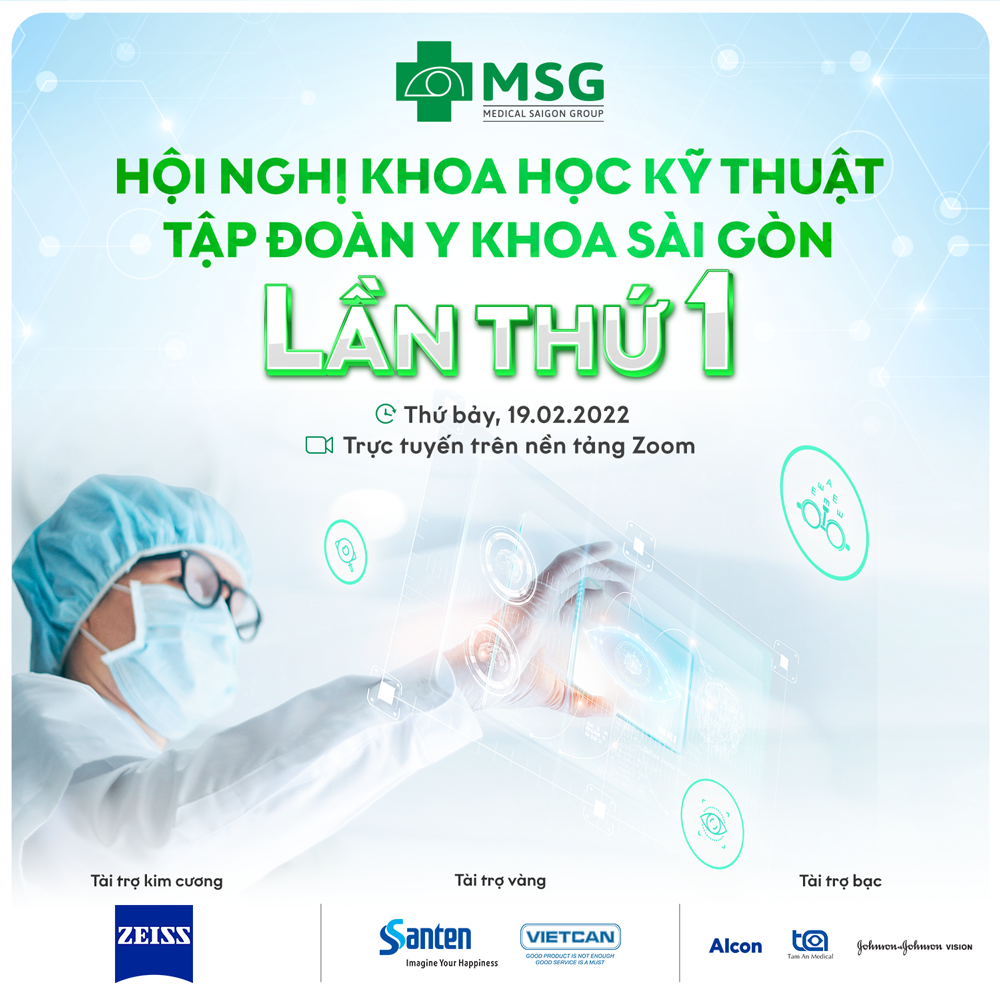 MSG
MEDICAL SAIGON GROUP
HỘI NGHỊ KHOA HỌC KỸ THUẬT
TẬP ĐOÀN Y KHOA SÀI GÒN
LẦN THỨ 1
Thứ bảy, 19.02.2022
Trực tuyến trên nền tảng Zoom
Tài trợ kim cương
Tài trợ vàng
Tài trợ bạc
ZEISS
Santen
Imagine Your Happiness
VIETCAN
GOOD PRODUCT IS NOT ENOUGH
GOOD SERVICE IS A MUST
Alcon
Tam An Medical
Johnson & Johnson VISION